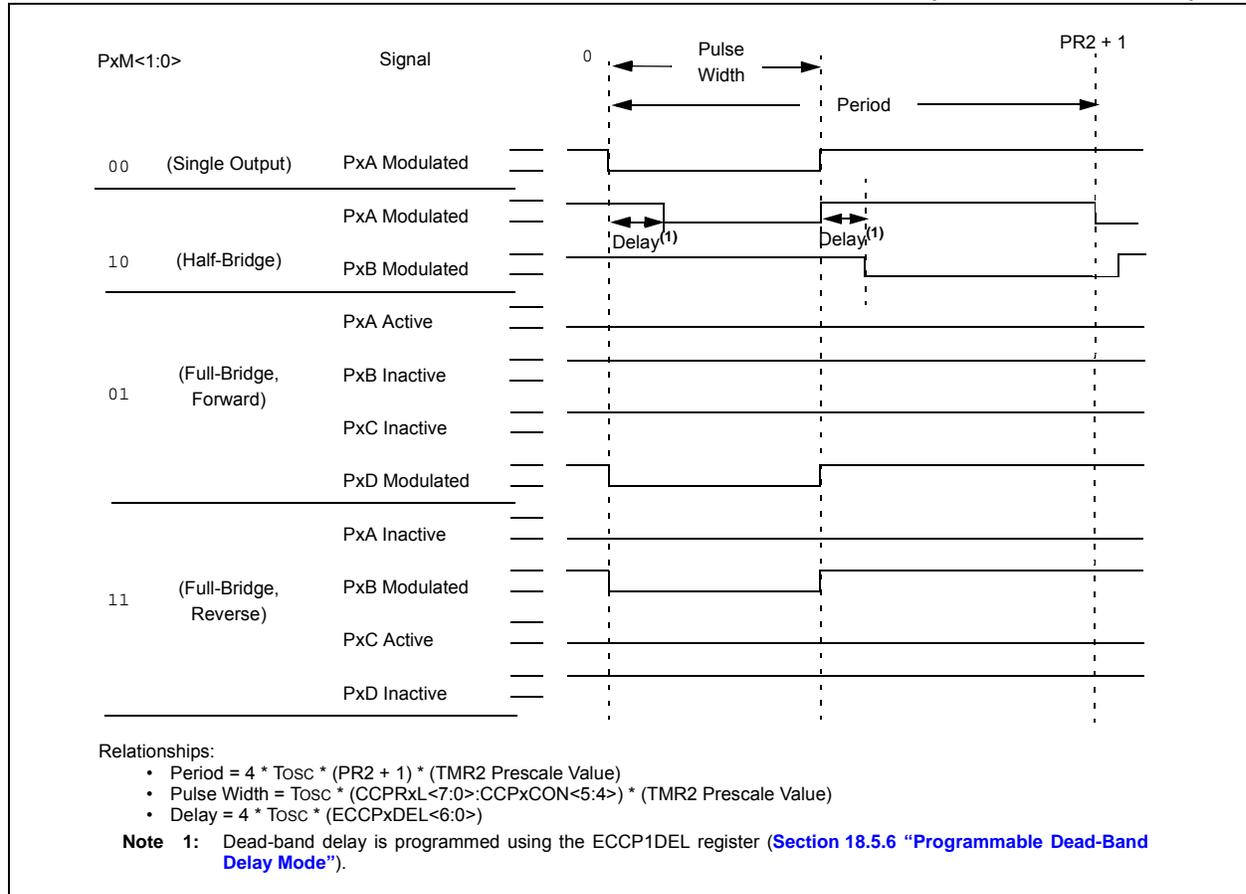 PxM<1:0>
Signal
0
Pulse
Width
PR2 + 1
Period
00 (Single Output) PxA Modulated
PxA Modulated
Delay(1) Delay(1)
10 (Half-Bridge)
PxB Modulated
PxA Active
PxB Inactive
01 (Full-Bridge,
Forward)
PxC Inactive
PxD Modulated
PxA Inactive
PxB Modulated
11 (Full-Bridge,
Reverse)
PxC Active
PxD Inactive
Relationships:
• Period = 4 * TOSC * (PR2 + 1) * (TMR2 Prescale Value)
• Pulse Width = TOSC * (CCPRxL<7:0>:CCPxCON<5:4>) * (TMR2 Prescale Value)
• Delay = 4 * TOSC * (ECCPxDEL<6:0>)
Note 1: Dead-band delay is programmed using the ECCP1DEL register (Section 18.5.6 “Programmable Dead-Band
Delay Mode”).